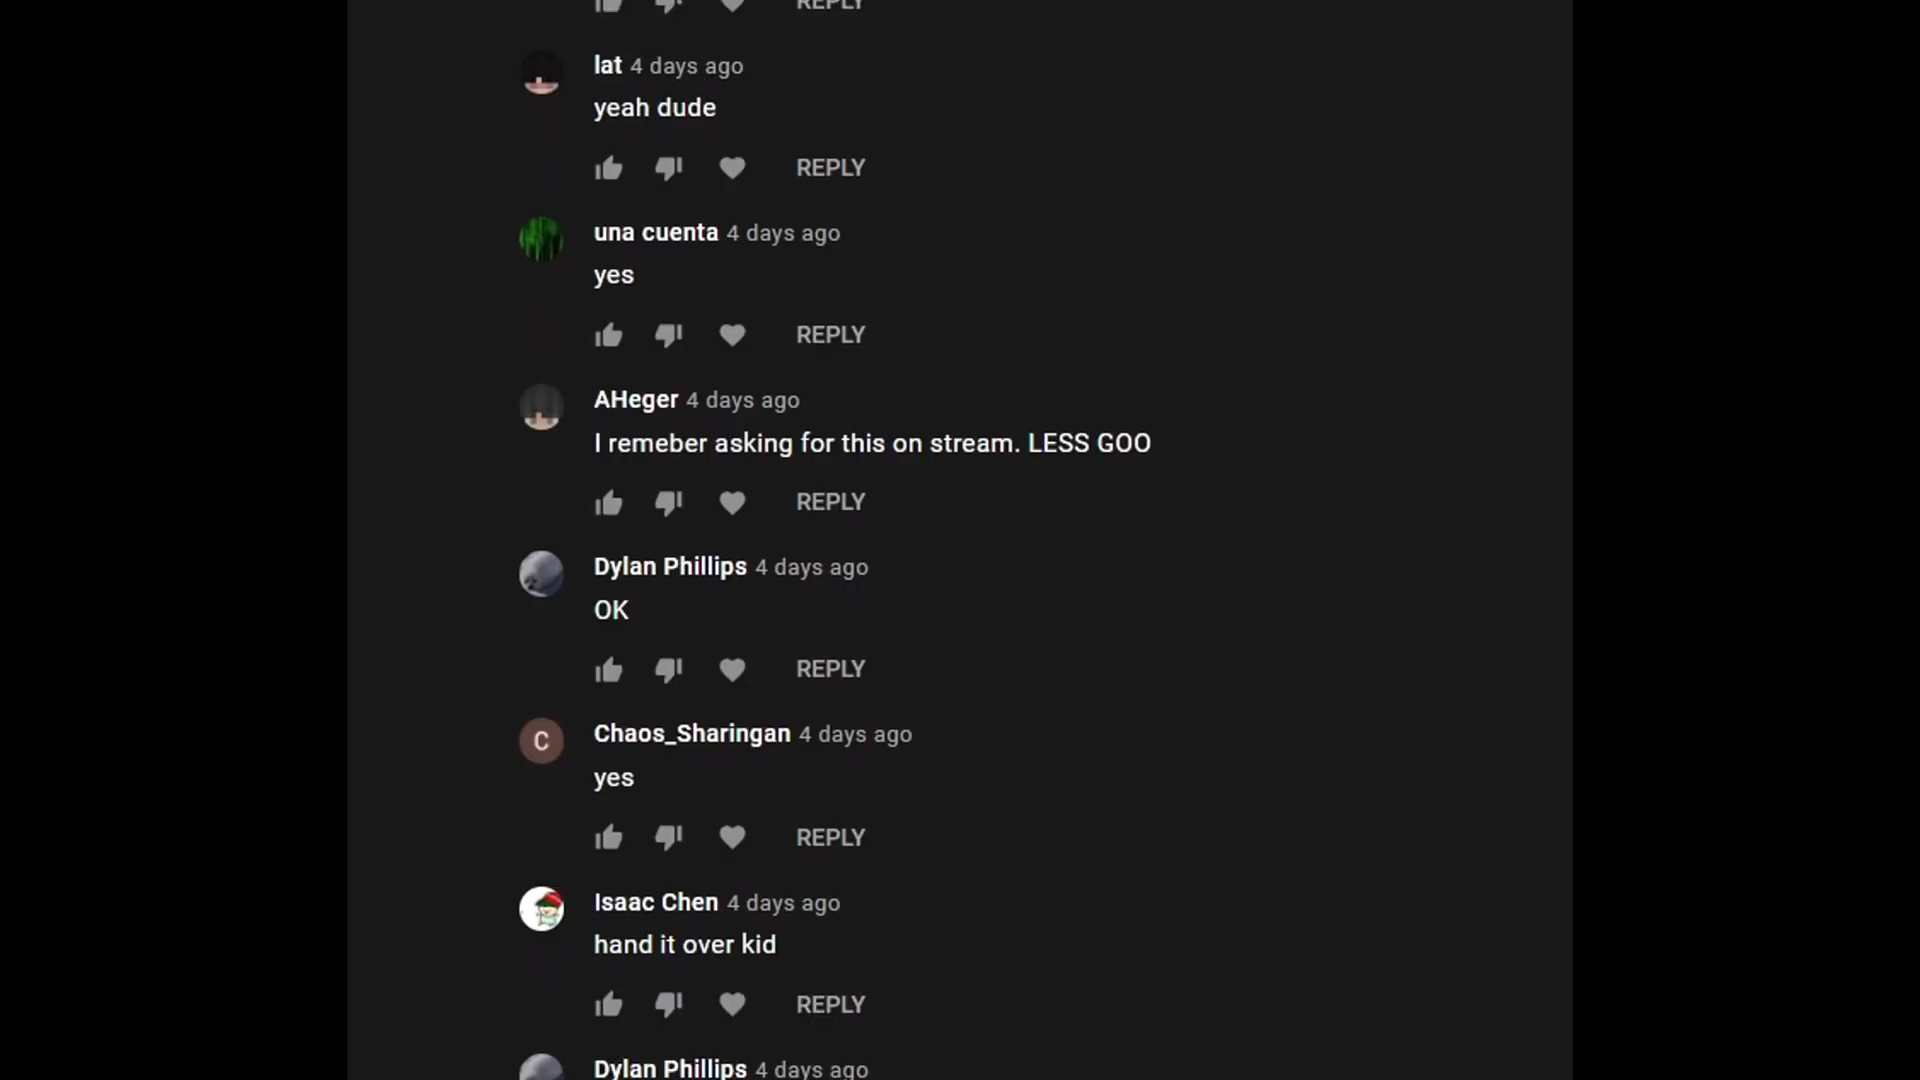 REPLY
lat 4 days ago
yeah dude
REPLY
una cuenta 4 days ago
yes
REPLY
AHeger 4 days ago
I remeber asking for this on stream. LESS GOO
REPLY
Dylan Phillips 4 days ago
OK
REPLY
C
Chaos_Sharingan 4 days ago
yes
REPLY
Isaac Chen 4 days ago
hand it over kid
REPLY
Dylan Phillips 4 days ago